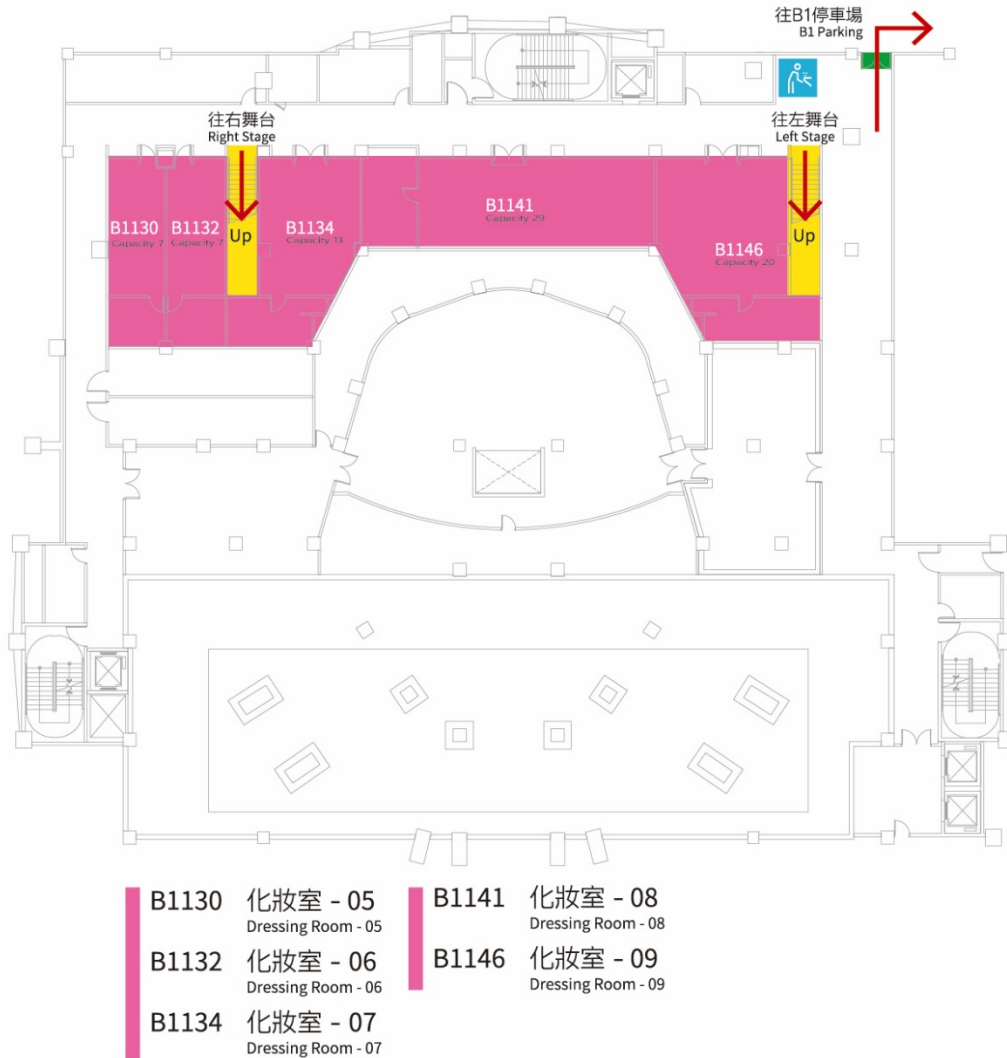 往B1停車場
B1 Parking
往右舞台
Right Stage
往左舞台
Left Stage
B1130
Capacity 7
B1132
Capacity 7
Up
B1134
Capacity 13
B1141
Capacity 29
B1146
Capacity 20
Up
B1130 化妝室 - 05
Dressing Room - 05
B1132 化妝室 - 06
Dressing Room - 06
B1134 化妝室 - 07
Dressing Room - 07
B1141 化妝室 - 08
Dressing Room - 08
B1146 化妝室 - 09
Dressing Room - 09